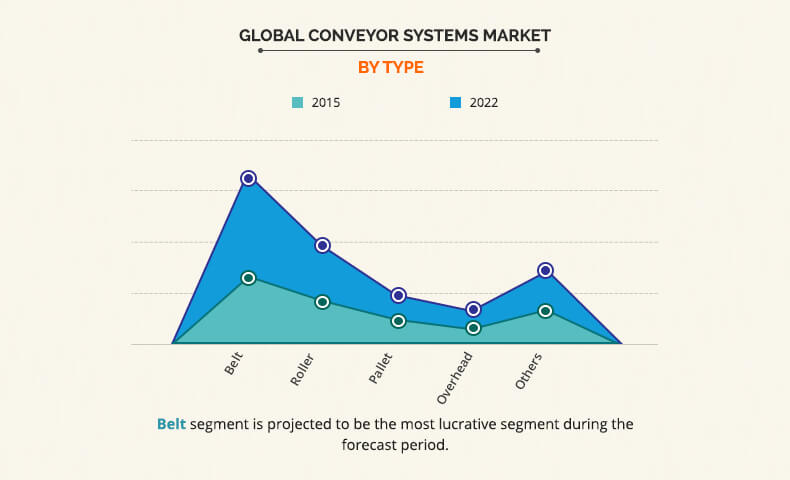 GLOBAL CONVEYOR SYSTEMS MARKET
BY TYPE
2015
2022
Belt
Roller
Pallet
Overhead
Others
Belt segment is projected to be the most lucrative segment during the
forecast period.